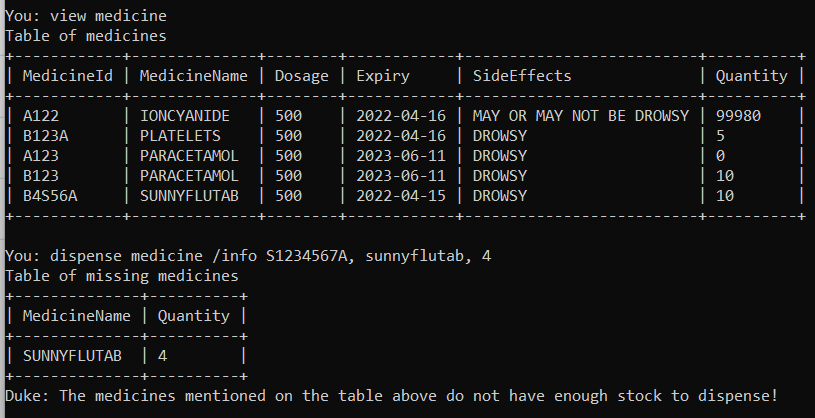 You: view medicine
Table of medicines
+------------+--------------+--------+------------+-------------------------+----------+
| MedicineId | MedicineName | Dosage | Expiry     | SideEffects             | Quantity |
+------------+--------------+--------+------------+-------------------------+----------+
| A122       | IONCYANIDE   | 500    | 2022-04-16 | MAY OR MAY NOT BE DROWSY | 99980    |
| B123A      | PLATELETS    | 500    | 2022-04-16 | DROWSY                  | 5        |
| A123       | PARACETAMOL  | 500    | 2023-06-11 | DROWSY                  | 0        |
| B123       | PARACETAMOL  | 500    | 2023-06-11 | DROWSY                  | 10       |
| B4S56A     | SUNNYFLUTAB  | 500    | 2022-04-15 | DROWSY                  | 10       |
+------------+--------------+--------+------------+-------------------------+----------+
You: dispense medicine /info S1234567A, sunnyflutab, 4
Table of missing medicines
+--------------+----------+
| MedicineName | Quantity |
+--------------+----------+
| SUNNYFLUTAB  | 4        |
+--------------+----------+
Duke: The medicines mentioned on the table above do not have enough stock to dispense!